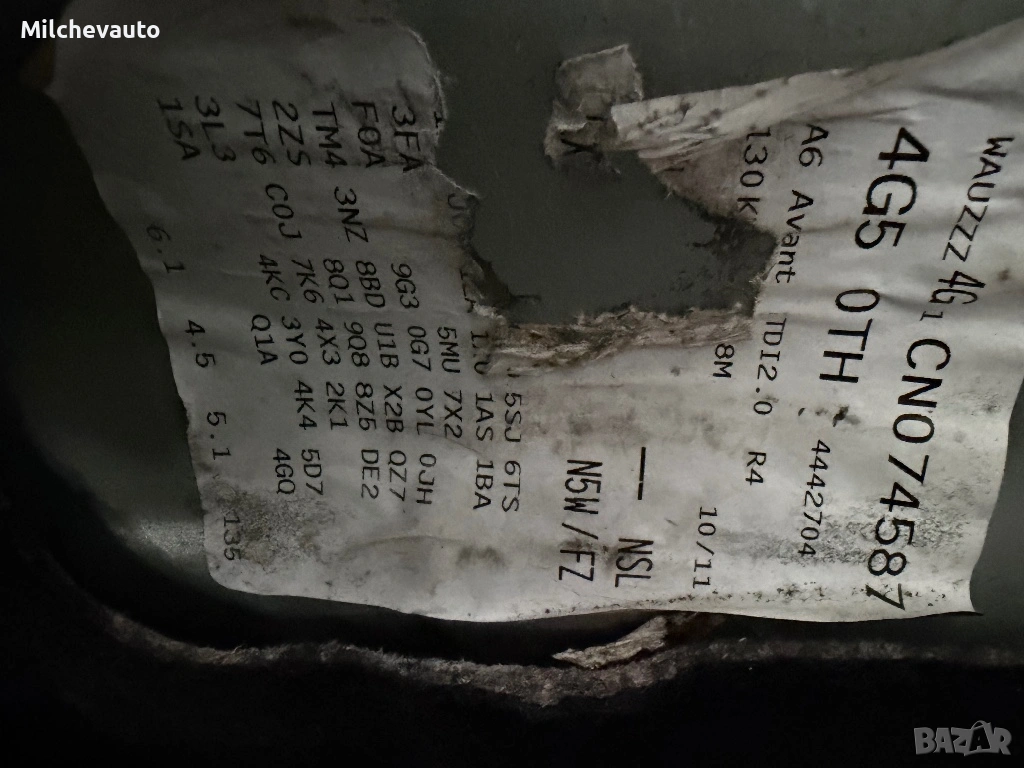 Milchevauto
WAUZZZ4G1CN074587
4G5 0TH 4442704
A6 Avant TDI2.0 R4
130K 8M 10/11
X -- NSL
N5W/FZ
5SJ 6TS
1AS 1BA
5MU 7X2
3FA 9G3 0G7 0YL 0JH
F0A 8BD U1B X2B QZ7
TM4 3NZ 8Q1 9Q8 8Z5 DE2
2ZS 7K6 4X3 2K1
7T6 C0J 4KC 3Y0 4K4 5D7
3L3 Q1A 4GQ
1SA
6.1 4.5 5.1 135
BAZAR